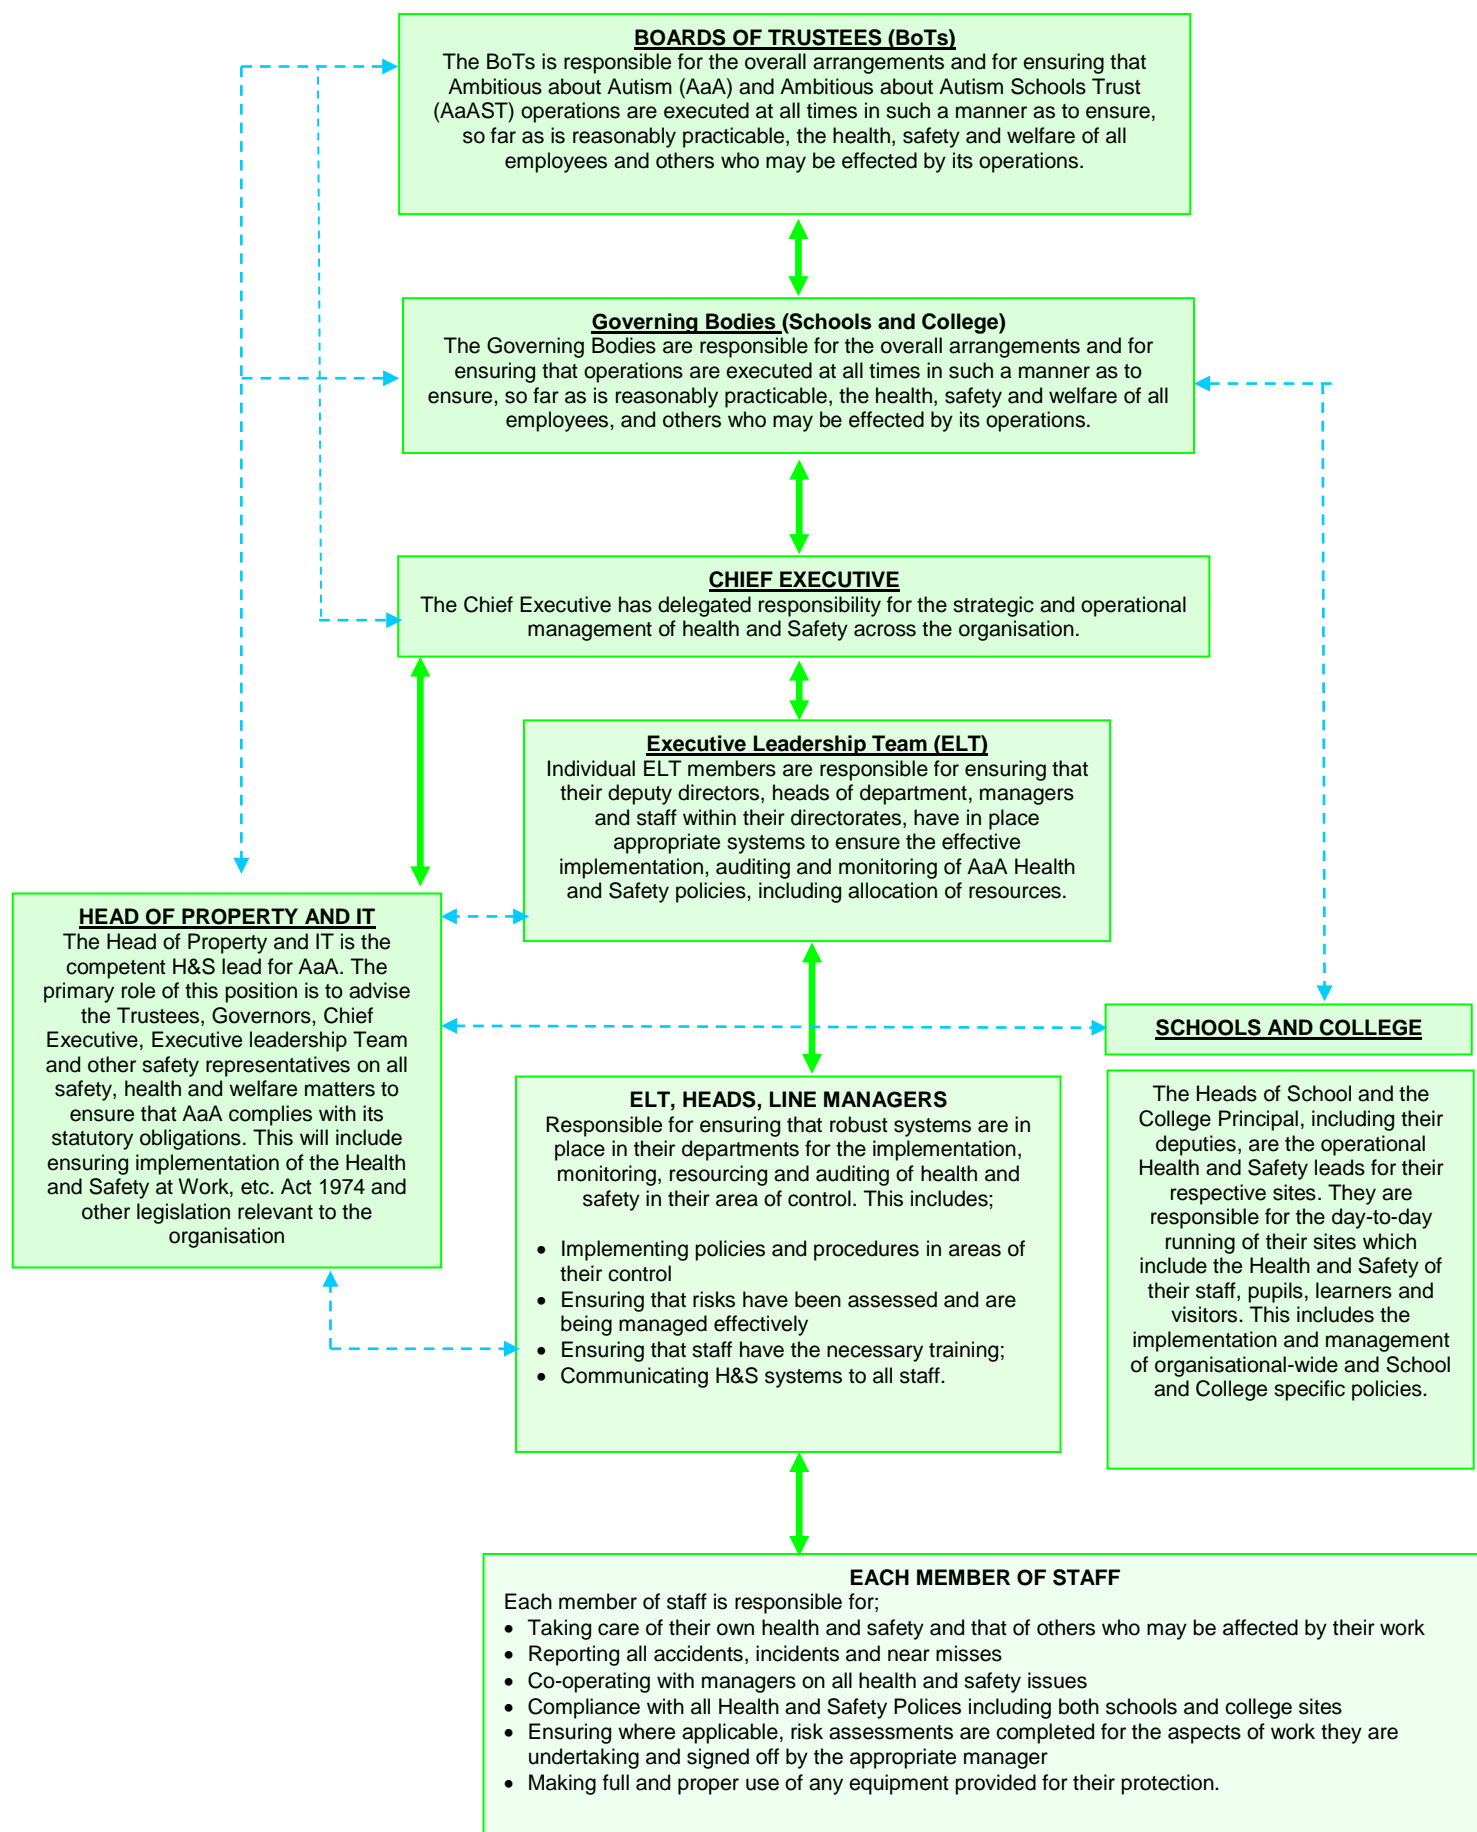 BOARDS OF TRUSTEES (BoTs)
The BoTs is responsible for the overall arrangements and for ensuring that
Ambitious about Autism (AaA) and Ambitious about Autism Schools Trust
(AaAST) operations are executed at all times in such a manner as to ensure,
so far as is reasonably practicable, the health, safety and welfare of all
employees and others who may be effected by its operations.
Governing Bodies (Schools and College)
The Governing Bodies are responsible for the overall arrangements and for
ensuring that operations are executed at all times in such a manner as to
ensure, so far as is reasonably practicable, the health, safety and welfare of all
employees, and others who may be effected by its operations.
CHIEF EXECUTIVE
The Chief Executive has delegated responsibility for the strategic and operational
management of health and Safety across the organisation.
Executive Leadership Team (ELT)
Individual ELT members are responsible for ensuring that
their deputy directors, heads of department, managers
and staff within their directorates, have in place
appropriate systems to ensure the effective
implementation, auditing and monitoring of AaA Health
and Safety policies, including allocation of resources.
HEAD OF PROPERTY AND IT
The Head of Property and IT is the
competent H&S lead for AaA. The
primary role of this position is to advise
the Trustees, Governors, Chief
Executive, Executive leadership Team
and other safety representatives on all
safety, health and welfare matters to
ensure that AaA complies with its
statutory obligations. This will include
ensuring implementation of the Health
and Safety at Work, etc. Act 1974 and
other legislation relevant to the
organisation
SCHOOLS AND COLLEGE
The Heads of School and the
College Principal, including their
deputies, are the operational
Health and Safety leads for their
respective sites. They are
responsible for the day-to-day
running of their sites which
include the Health and Safety of
their staff, pupils, learners and
visitors. This includes the
implementation and management
of organisational-wide and School
and College specific policies.
ELT, HEADS, LINE MANAGERS
Responsible for ensuring that robust systems are in
place in their departments for the implementation,
monitoring, resourcing and auditing of health and
safety in their area of control. This includes;
• Implementing policies and procedures in areas of
their control
• Ensuring that risks have been assessed and are
being managed effectively
• Ensuring that staff have the necessary training;
• Communicating H&S systems to all staff.
EACH MEMBER OF STAFF
Each member of staff is responsible for;
• Taking care of their own health and safety and that of others who may be affected by their work
• Reporting all accidents, incidents and near misses
• Co-operating with managers on all health and safety issues
• Compliance with all Health and Safety Polices including both schools and college sites
• Ensuring where applicable, risk assessments are completed for the aspects of work they are
undertaking and signed off by the appropriate manager
• Making full and proper use of any equipment provided for their protection.